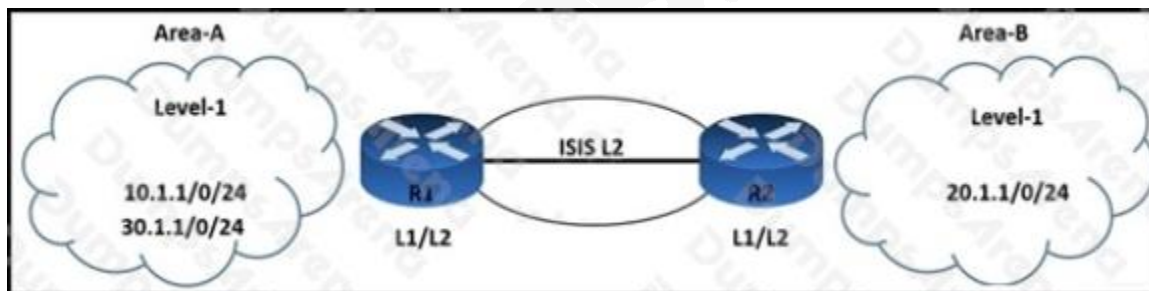 Area-A
Level-1
10.1.1/0/24
30.1.1/0/24
R1
L1/L2
ISIS L2
R2
L1/L2
Area-B
Level-1
20.1.1/0/24
DumpsArena